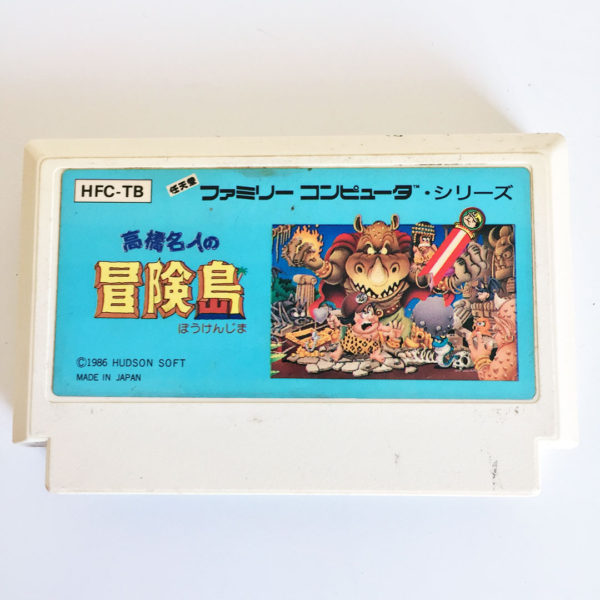 HFC-TB
任天堂 ファミリー コンピュータ™・シリーズ
高橋名人の
冒険島
ぼうけんじま
©1986 HUDSON SOFT
MADE IN JAPAN